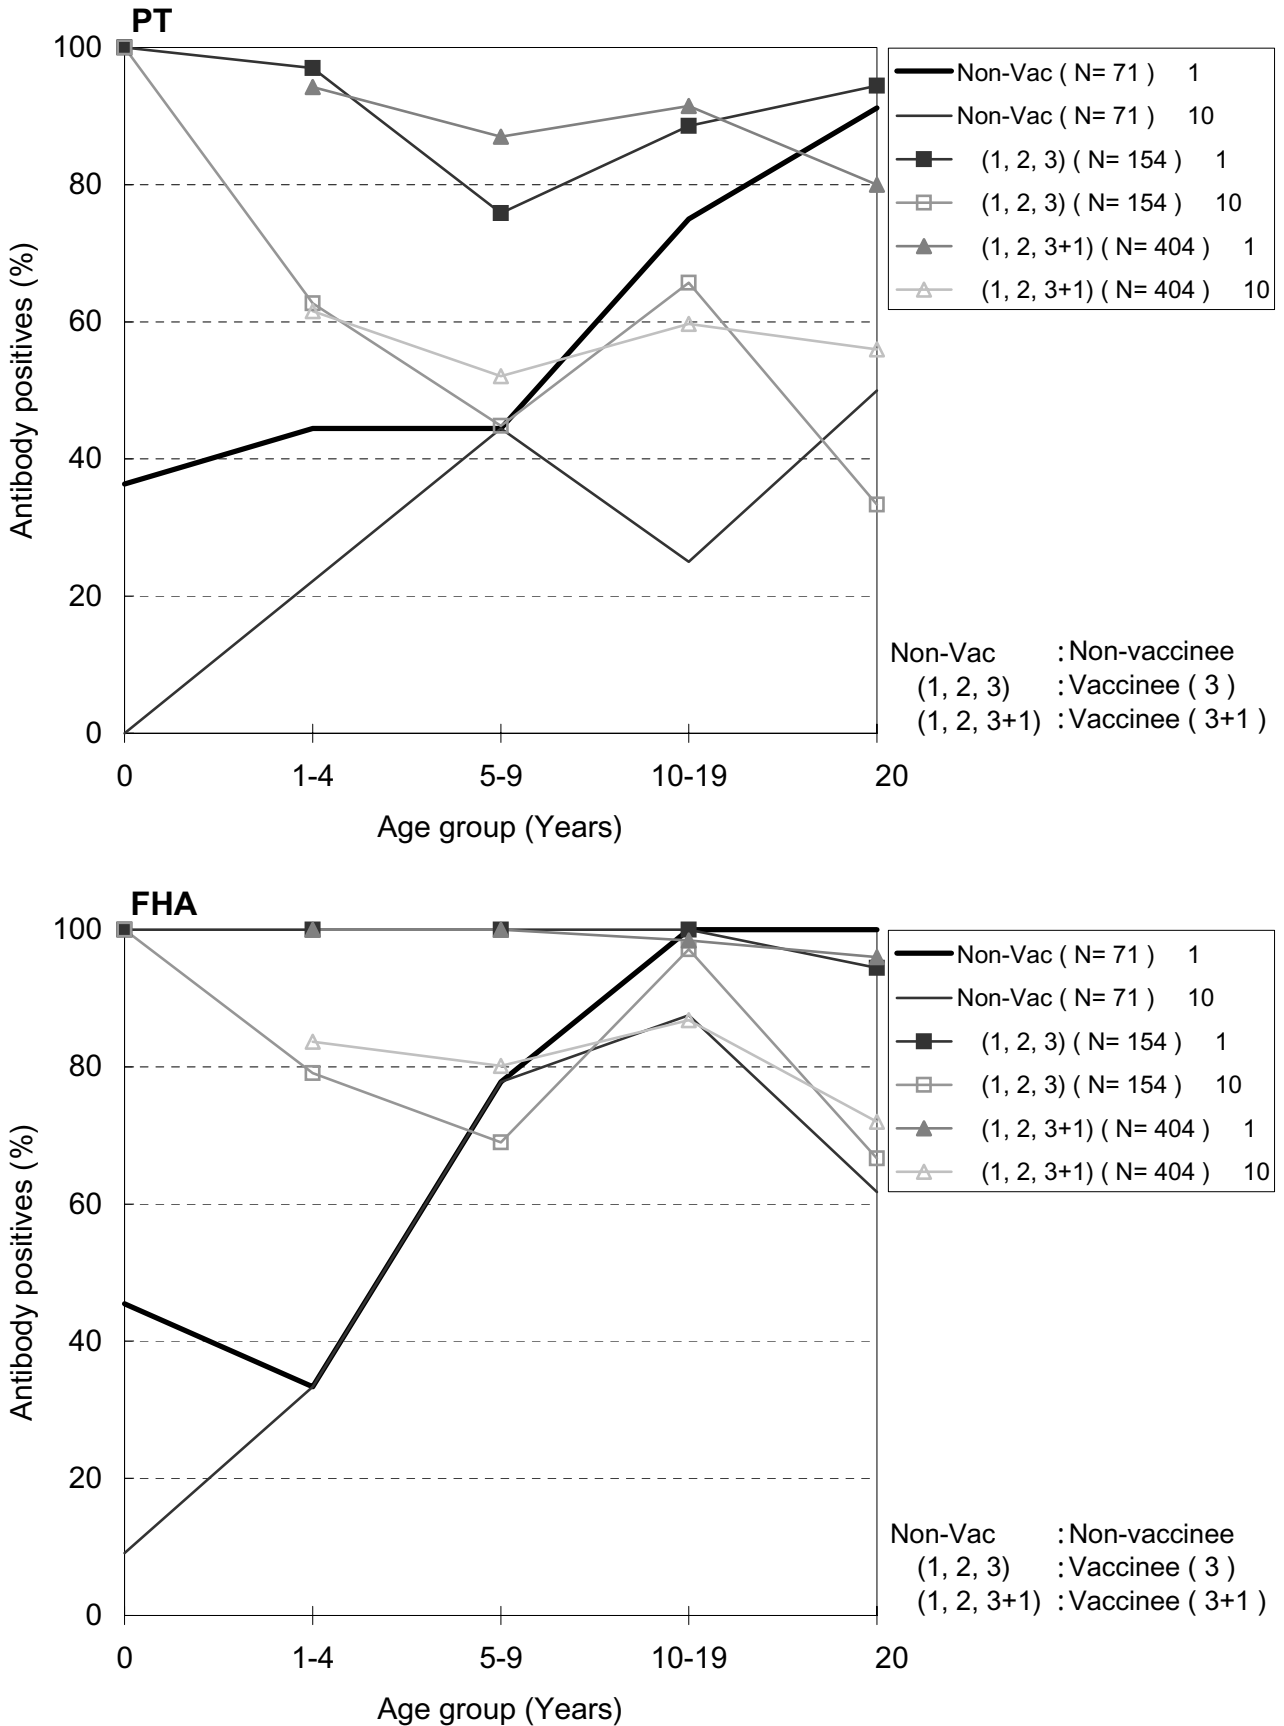 PT
100
80
60
40
20
0
Antibody positives (%)
0 1-4 5-9 10-19 20
Age group (Years)
Non-Vac ( N= 71 ) 1
Non-Vac ( N= 71 ) 10
(1, 2, 3) ( N= 154 ) 1
(1, 2, 3) ( N= 154 ) 10
(1, 2, 3+1) ( N= 404 ) 1
(1, 2, 3+1) ( N= 404 ) 10
Non-Vac : Non-vaccinee
(1, 2, 3) : Vaccinee ( 3 )
(1, 2, 3+1) : Vaccinee ( 3+1 )
FHA
100
80
60
40
20
0
Antibody positives (%)
0 1-4 5-9 10-19 20
Age group (Years)
Non-Vac ( N= 71 ) 1
Non-Vac ( N= 71 ) 10
(1, 2, 3) ( N= 154 ) 1
(1, 2, 3) ( N= 154 ) 10
(1, 2, 3+1) ( N= 404 ) 1
(1, 2, 3+1) ( N= 404 ) 10
Non-Vac : Non-vaccinee
(1, 2, 3) : Vaccinee ( 3 )
(1, 2, 3+1) : Vaccinee ( 3+1 )